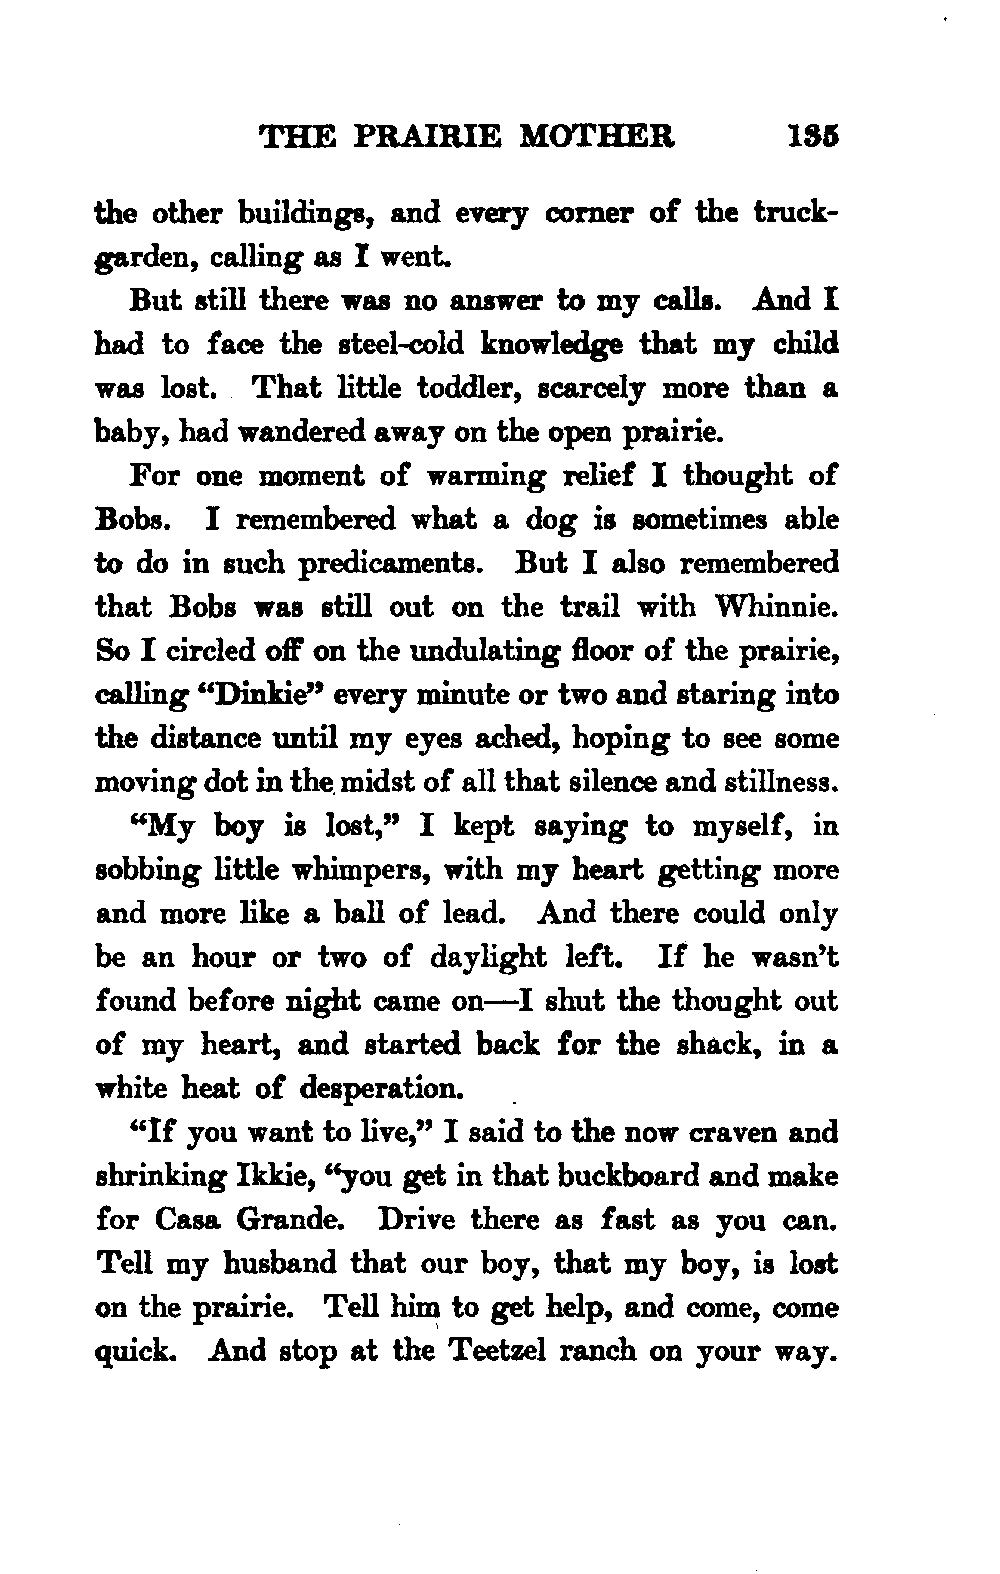 THE PRAIRIE MOTHER 135
the other buildings, and every corner of the truck-
garden, calling as I went.
But still there was no answer to my calls. And I
had to face the steel-cold knowledge that my child
was lost. That little toddler, scarcely more than a
baby, had wandered away on the open prairie.
For one moment of warming relief I thought of
Bobs. I remembered what a dog is sometimes able
to do in such predicaments. But I also remembered
that Bobs was still out on the trail with Whinnie.
So I circled off on the undulating floor of the prairie,
calling “Dinkie” every minute or two and staring into
the distance until my eyes ached, hoping to see some
moving dot in the midst of all that silence and stillness.
“My boy is lost,” I kept saying to myself, in
sobbing little whimpers, with my heart getting more
and more like a ball of lead. And there could only
be an hour or two of daylight left. If he wasn’t
found before night came on—I shut the thought out
of my heart, and started back for the shack, in a
white heat of desperation.
“If you want to live,” I said to the now craven and
shrinking Ikkie, “you get in that buckboard and make
for Casa Grande. Drive there as fast as you can.
Tell my husband that our boy, that my boy, is lost
on the prairie. Tell him to get help, and come, come
quick. And stop at the Teetzel ranch on your way.